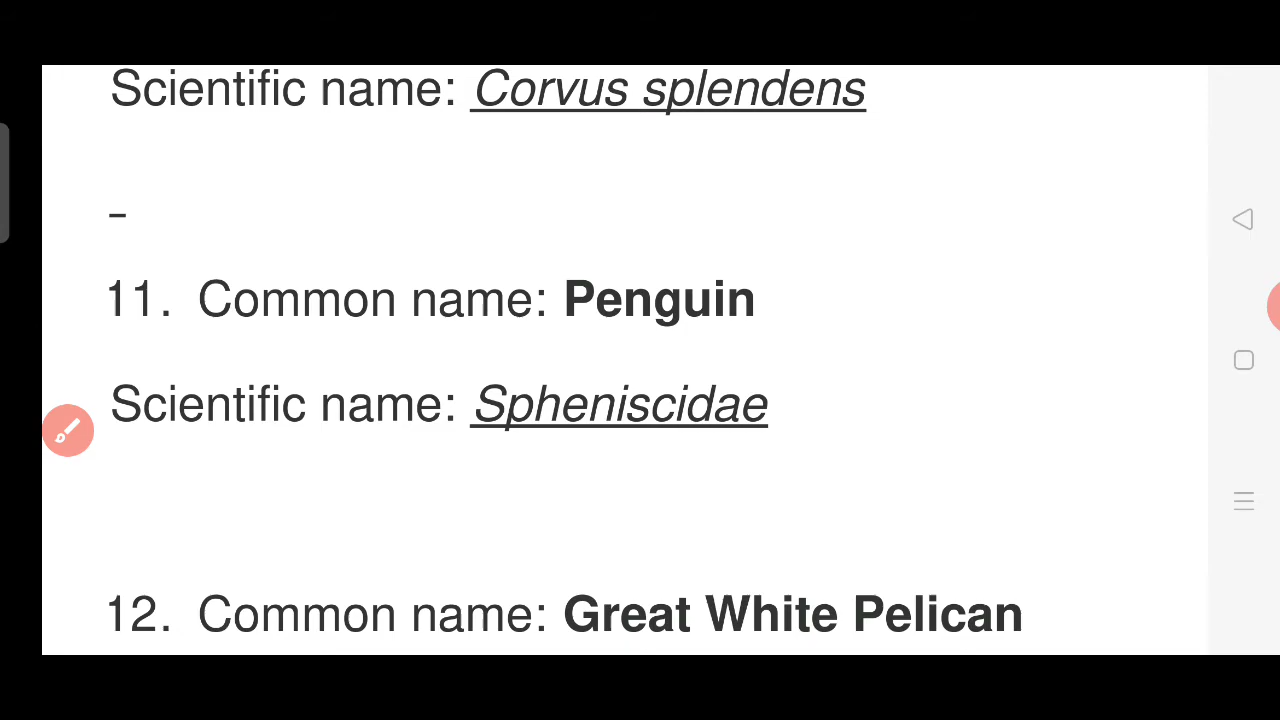 Scientific name: Corvus splendens
-
11. Common name: Penguin
Scientific name: Spheniscidae
12. Common name: Great White Pelican